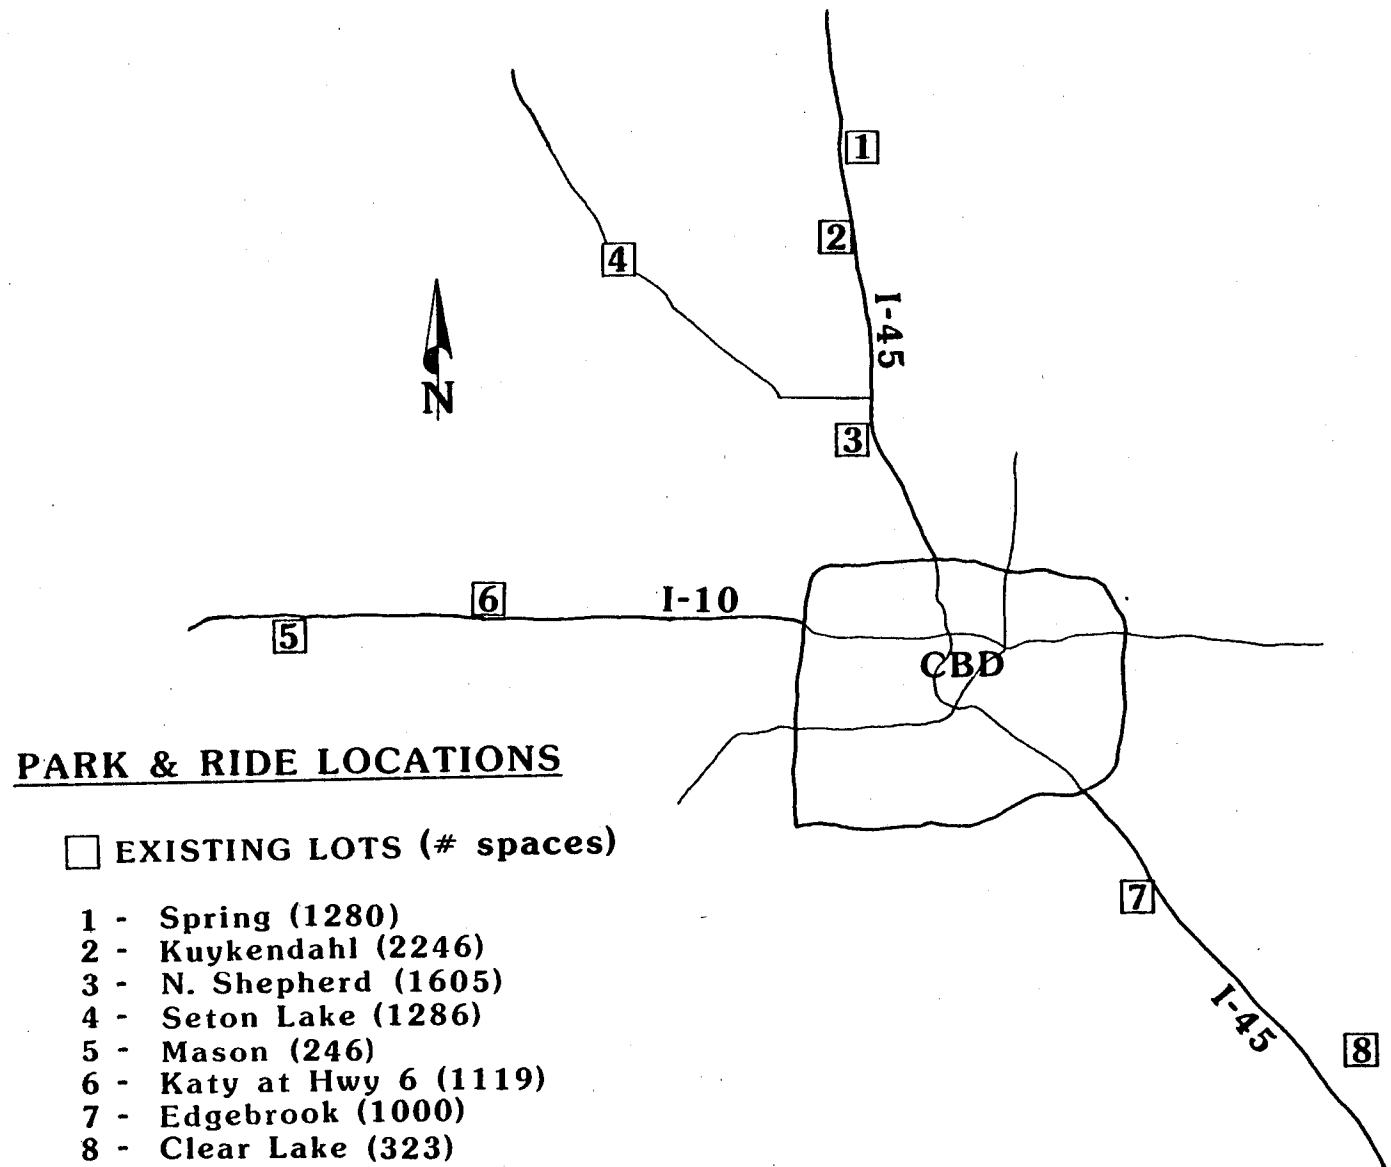 1
2
4
I-45
N
3
6
I-10
5
CBD
PARK & RIDE LOCATIONS
EXISTING LOTS (# spaces)
7
I-45
8
1 - Spring (1280)
2 - Kuykendahl (2246)
3 - N. Shepherd (1605)
4 - Seton Lake (1286)
5 - Mason (246)
6 - Katy at Hwy 6 (1119)
7 - Edgebrook (1000)
8 - Clear Lake (323)